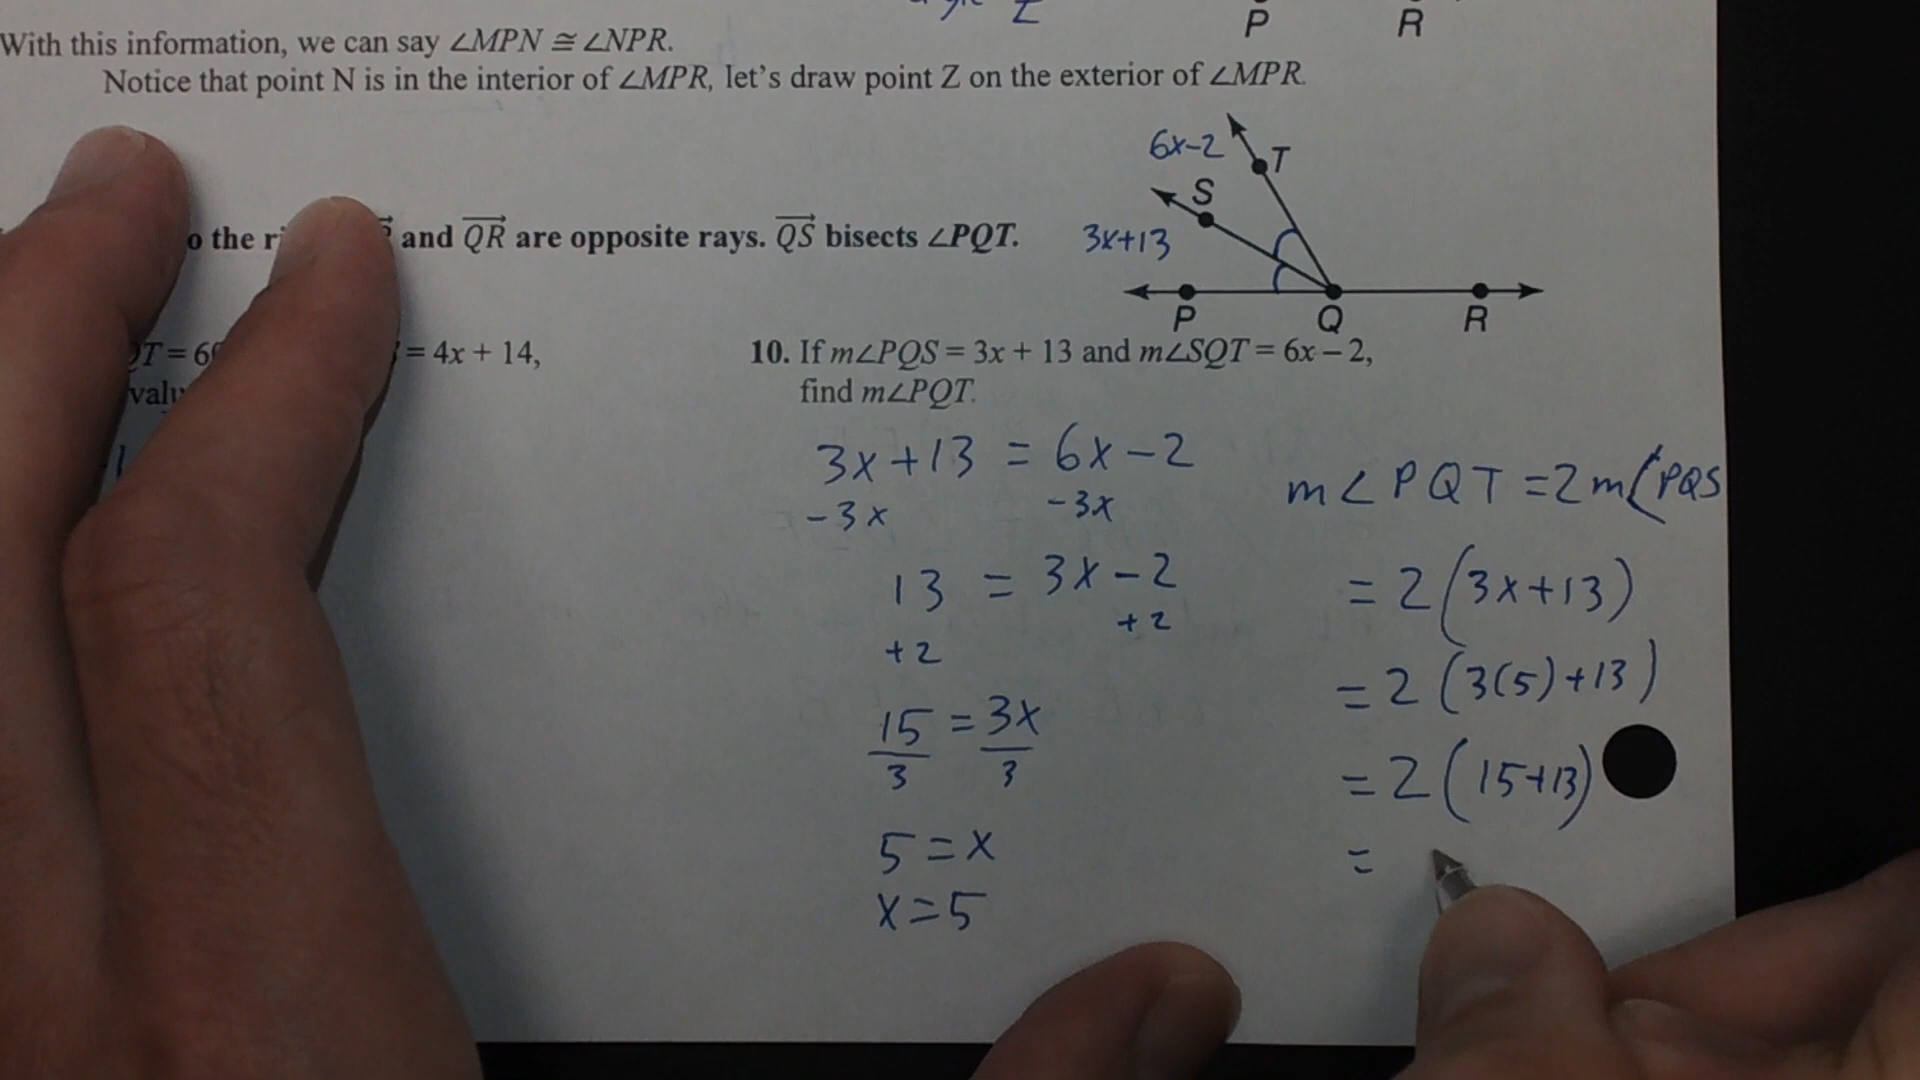 Z
P R
With this information, we can say ∠MPN ≅ ∠NPR.
Notice that point N is in the interior of ∠MPR, let's draw point Z on the exterior of ∠MPR.
6x-2
T
S
3x+13
P Q R
o the and QR are opposite rays. QS bisects ∠PQT.
= 4x + 14,
10. If m∠PQS = 3x + 13 and m∠SQT = 6x – 2,
find m∠PQT.
3x+13 = 6x-2
-3x -3x
13 = 3x-2
+2 +2
15 = 3x
3 3
5=x
x=5
m∠PQT = 2m∠PQS
= 2(3x+13)
= 2(3(5)+13)
= 2(15+13)
=